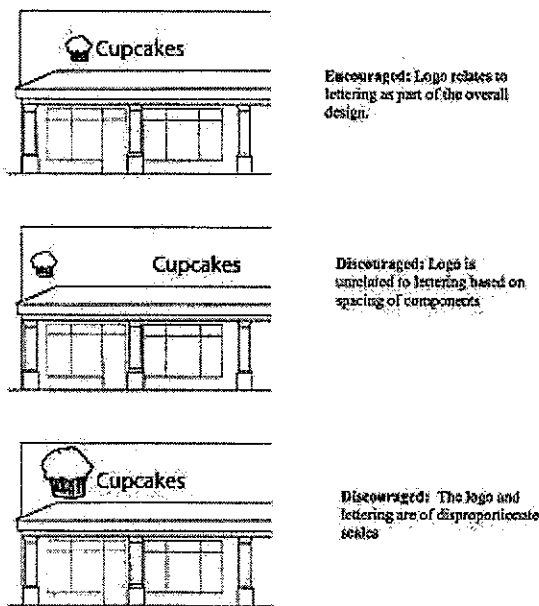 Cupcakes
Encouraged: Logo relates to
lettering as part of the overall
design.
Cupcakes
Discouraged: Logo is
unrelated to lettering based on
spacing of components
Cupcakes
Discouraged: The logo and
lettering are of disproportionate
scales